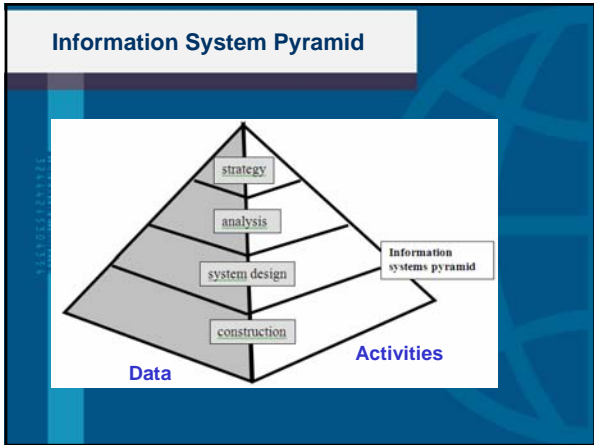 Information System Pyramid
strategy
analysis
Information
systems pyramid
system design
construction
Activities
Data